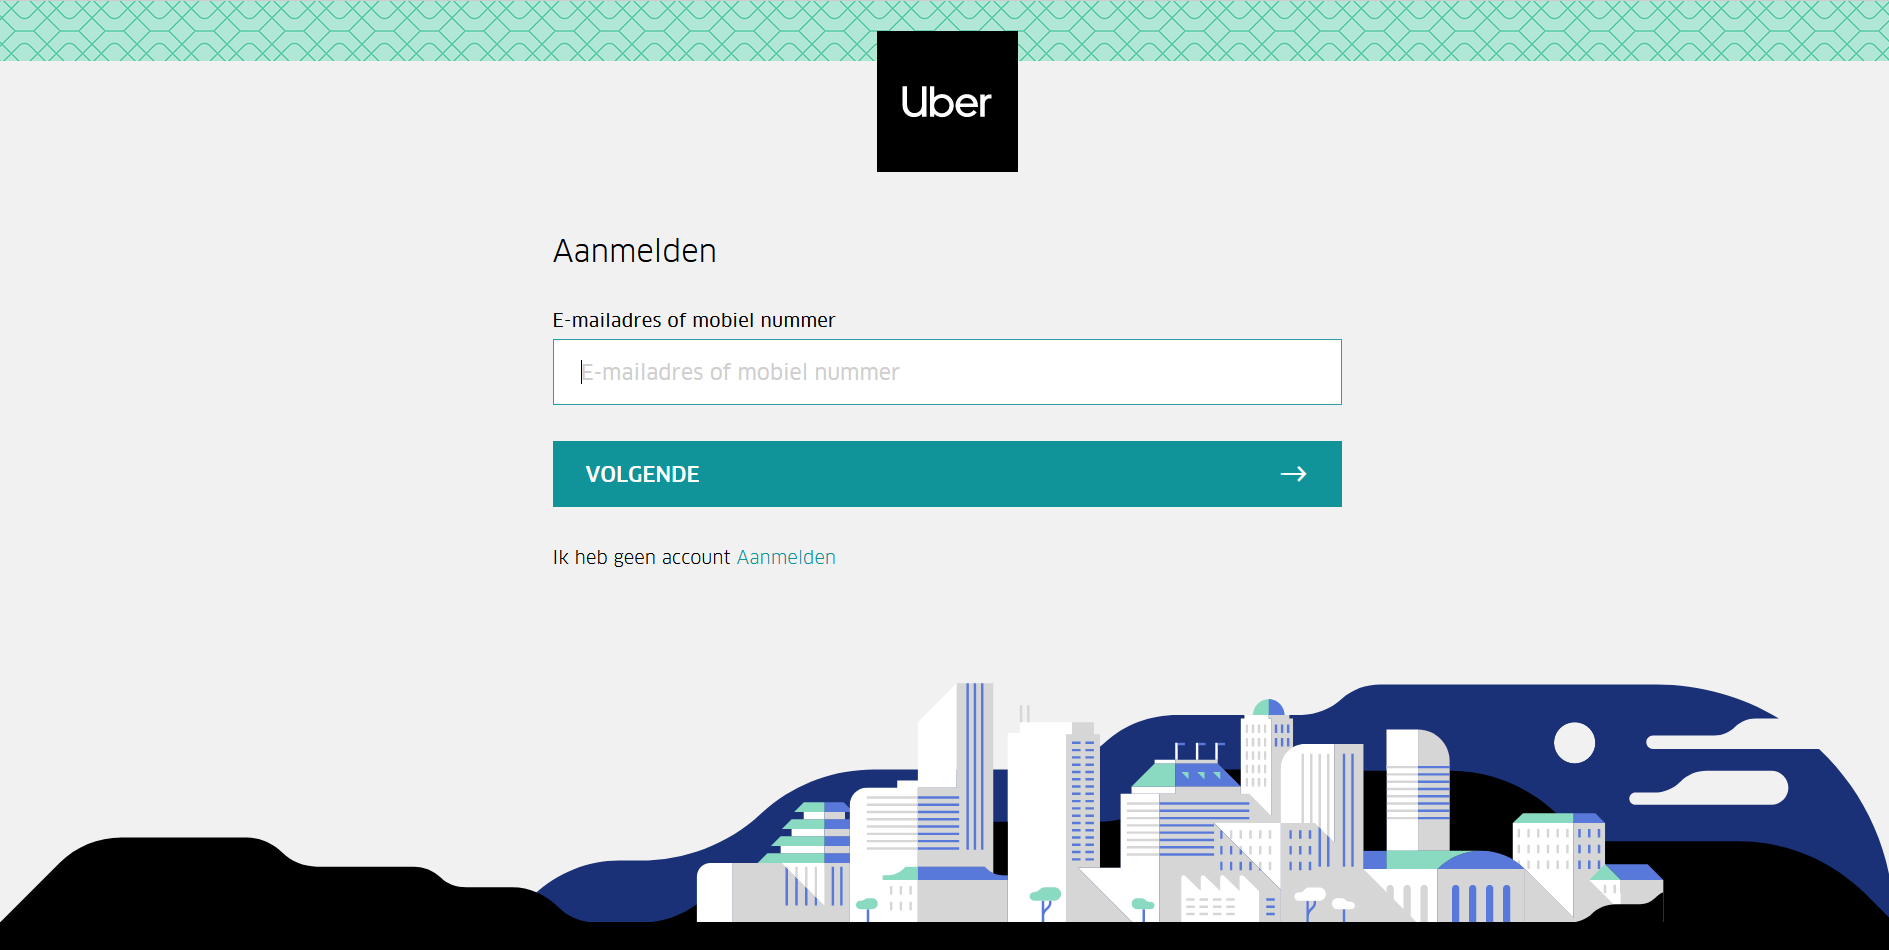 Uber
Aanmelden
E-mailadres of mobiel nummer
E-mailadres of mobiel nummer
VOLGENDE
Ik heb geen account Aanmelden